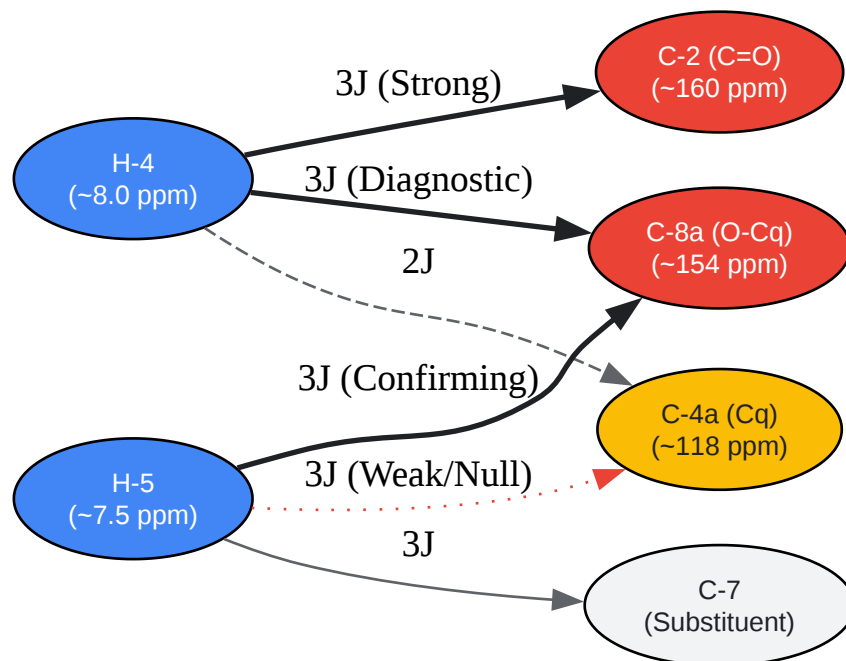 C-2 (C=O)
(~160 ppm)
3J (Strong)
H-4
(~8.0 ppm)
3J (Diagnostic)
C-8a (O-Cq)
(~154 ppm)
2J
3J (Confirming)
C-4a (Cq)
(~118 ppm)
H-5
(~7.5 ppm)
3J (Weak/Null)
3J
C-7
(Substituent)